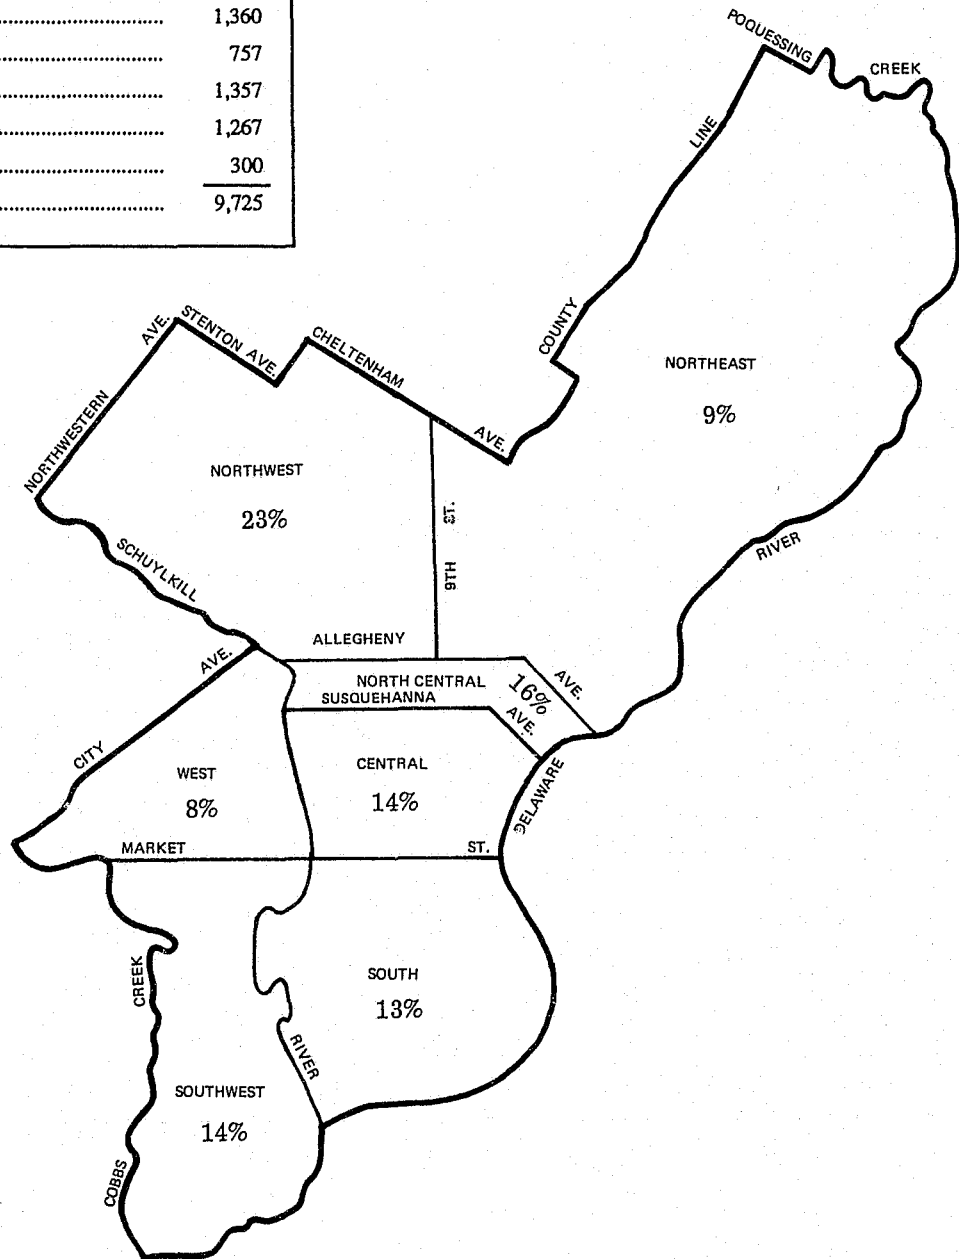 1,360
757
1,357
1,267
300
9,725
POQUESSING
CREEK
LINE
COUNTY
NORTHEAST
9%
AVE.
STENTON AVE.
CHELTENHAM
AVE.
NORTHWESTERN
NORTHWEST
23%
9TH ST.
SCHUYLKILL
RIVER
ALLEGHENY
AVE.
NORTH CENTRAL
16%
SUSQUEHANNA
AVE.
AVE.
CITY
WEST
8%
CENTRAL
14%
DELAWARE
MARKET
ST.
CREEK
SOUTH
13%
RIVER
SOUTHWEST
14%
COBBS